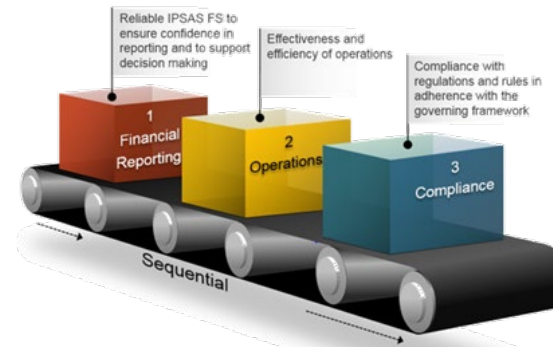 Reliable IPSAS FS to
ensure confidence in
reporting and to support
decision making
Effectiveness and
efficiency of operations
Compliance with
regulations and rules in
adherence with the
governing framework
1
Financial
Reporting
2
Operations
3
Compliance
Sequential